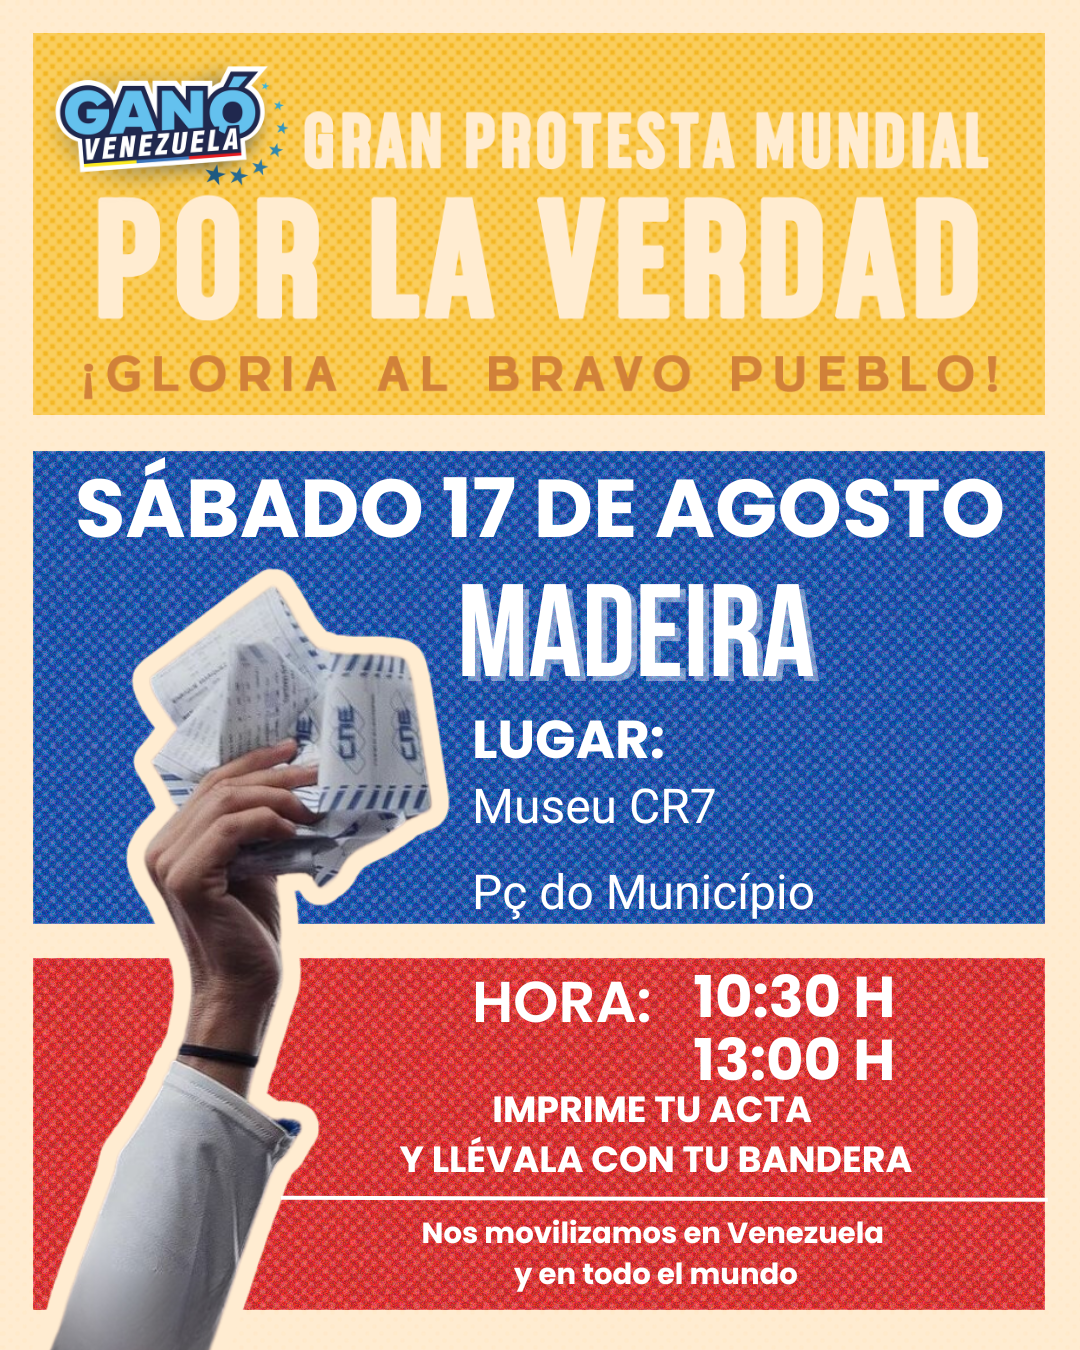 GANÓ
VENEZUELA
GRAN PROTESTA MUNDIAL
POR LA VERDAD
¡GLORIA AL BRAVO PUEBLO!
SÁBADO 17 DE AGOSTO
MADEIRA
LUGAR:
Museu CR7
Pç do Município
CNE
CNE
HORA: 10:30 H
13:00 H
IMPRIME TU ACTA
Y LLÉVALA CON TU BANDERA
Nos movilizamos en Venezuela
y en todo el mundo